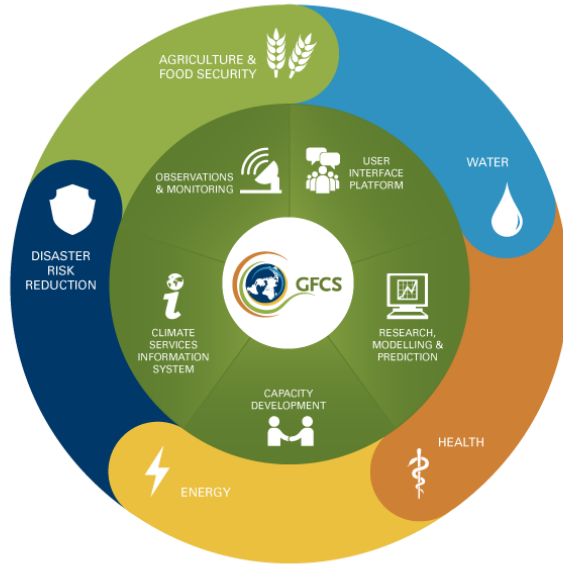 AGRICULTURE &
FOOD SECURITY
WATER
OBSERVATIONS
& MONITORING
USER
INTERFACE
PLATFORM
DISASTER
RISK
REDUCTION
GFCS
CLIMATE
SERVICES
INFORMATION
SYSTEM
RESEARCH,
MODELLING &
PREDICTION
CAPACITY
DEVELOPMENT
HEALTH
ENERGY